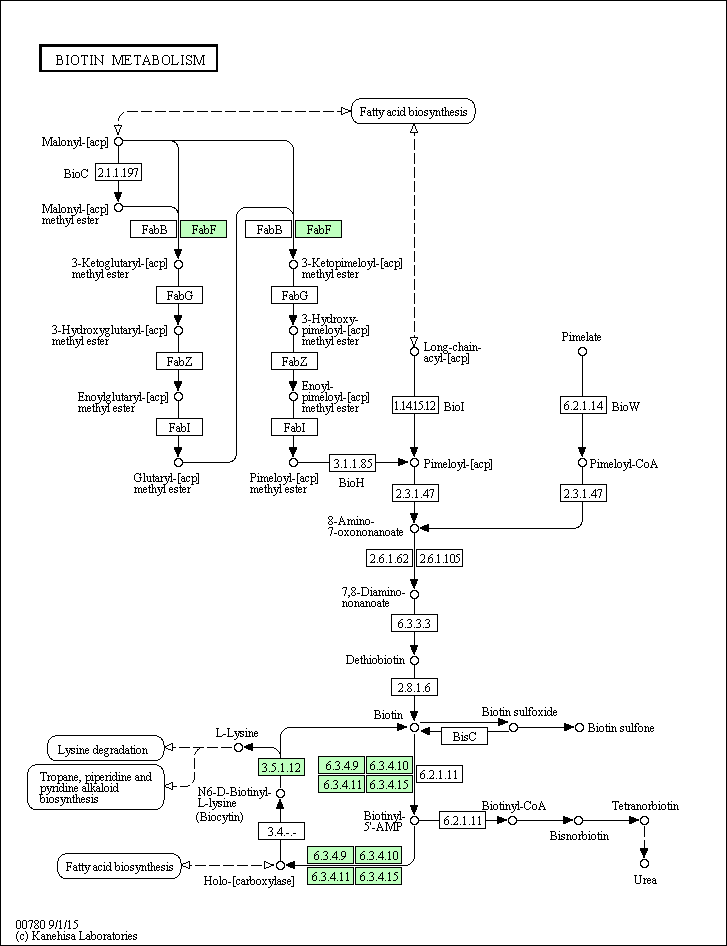 BIOTIN METABOLISM
Fatty acid biosynthesis
Malonyl-[acp]
BioC
2.1.1.197
Malonyl-[acp]
methyl ester
FabB
FabF
FabB
FabF
3-Ketoglutaryl-[acp]
methyl ester
3-Ketopimeloyl-[acp]
methyl ester
FabG
FabG
3-Hydroxyglutaryl-[acp]
methyl ester
3-Hydroxy-
pimeloyl-[acp]
methyl ester
Long-chain-
acyl-[acp]
Pimelate
FabZ
FabZ
Enoylglutaryl-[acp]
methyl ester
Enoyl-
pimeloyl-[acp]
methyl ester
1.14.15.12
BioI
6.2.1.14
BioW
FabI
FabI
Glutaryl-[acp]
methyl ester
Pimeloyl-[acp]
methyl ester
3.1.1.85
BioH
Pimeloyl-[acp]
Pimeloyl-CoA
2.3.1.47
2.3.1.47
8-Amino-
7-oxononanoate
2.6.1.62
2.6.1.105
7,8-Diamino-
nonanoate
6.3.3.3
Dethiobiotin
2.8.1.6
Biotin
Biotin sulfoxide
Biotin sulfone
BisC
L-Lysine
Lysine degradation
Tropane, piperidine and
pyridine alkaloid
biosynthesis
3.5.1.12
6.3.4.9
6.3.4.10
6.3.4.11
6.3.4.15
6.2.1.11
N6-D-Biotinyl-
L-lysine
(Biocytin)
Biotinyl-
5'-AMP
6.2.1.11
Biotinyl-CoA
Bisnorbiotin
Tetranorbiotin
3.4.-.-
Fatty acid biosynthesis
Holo-[carboxylase]
6.3.4.9
6.3.4.10
6.3.4.11
6.3.4.15
Urea
00780 9/1/15
(c) Kanehisa Laboratories